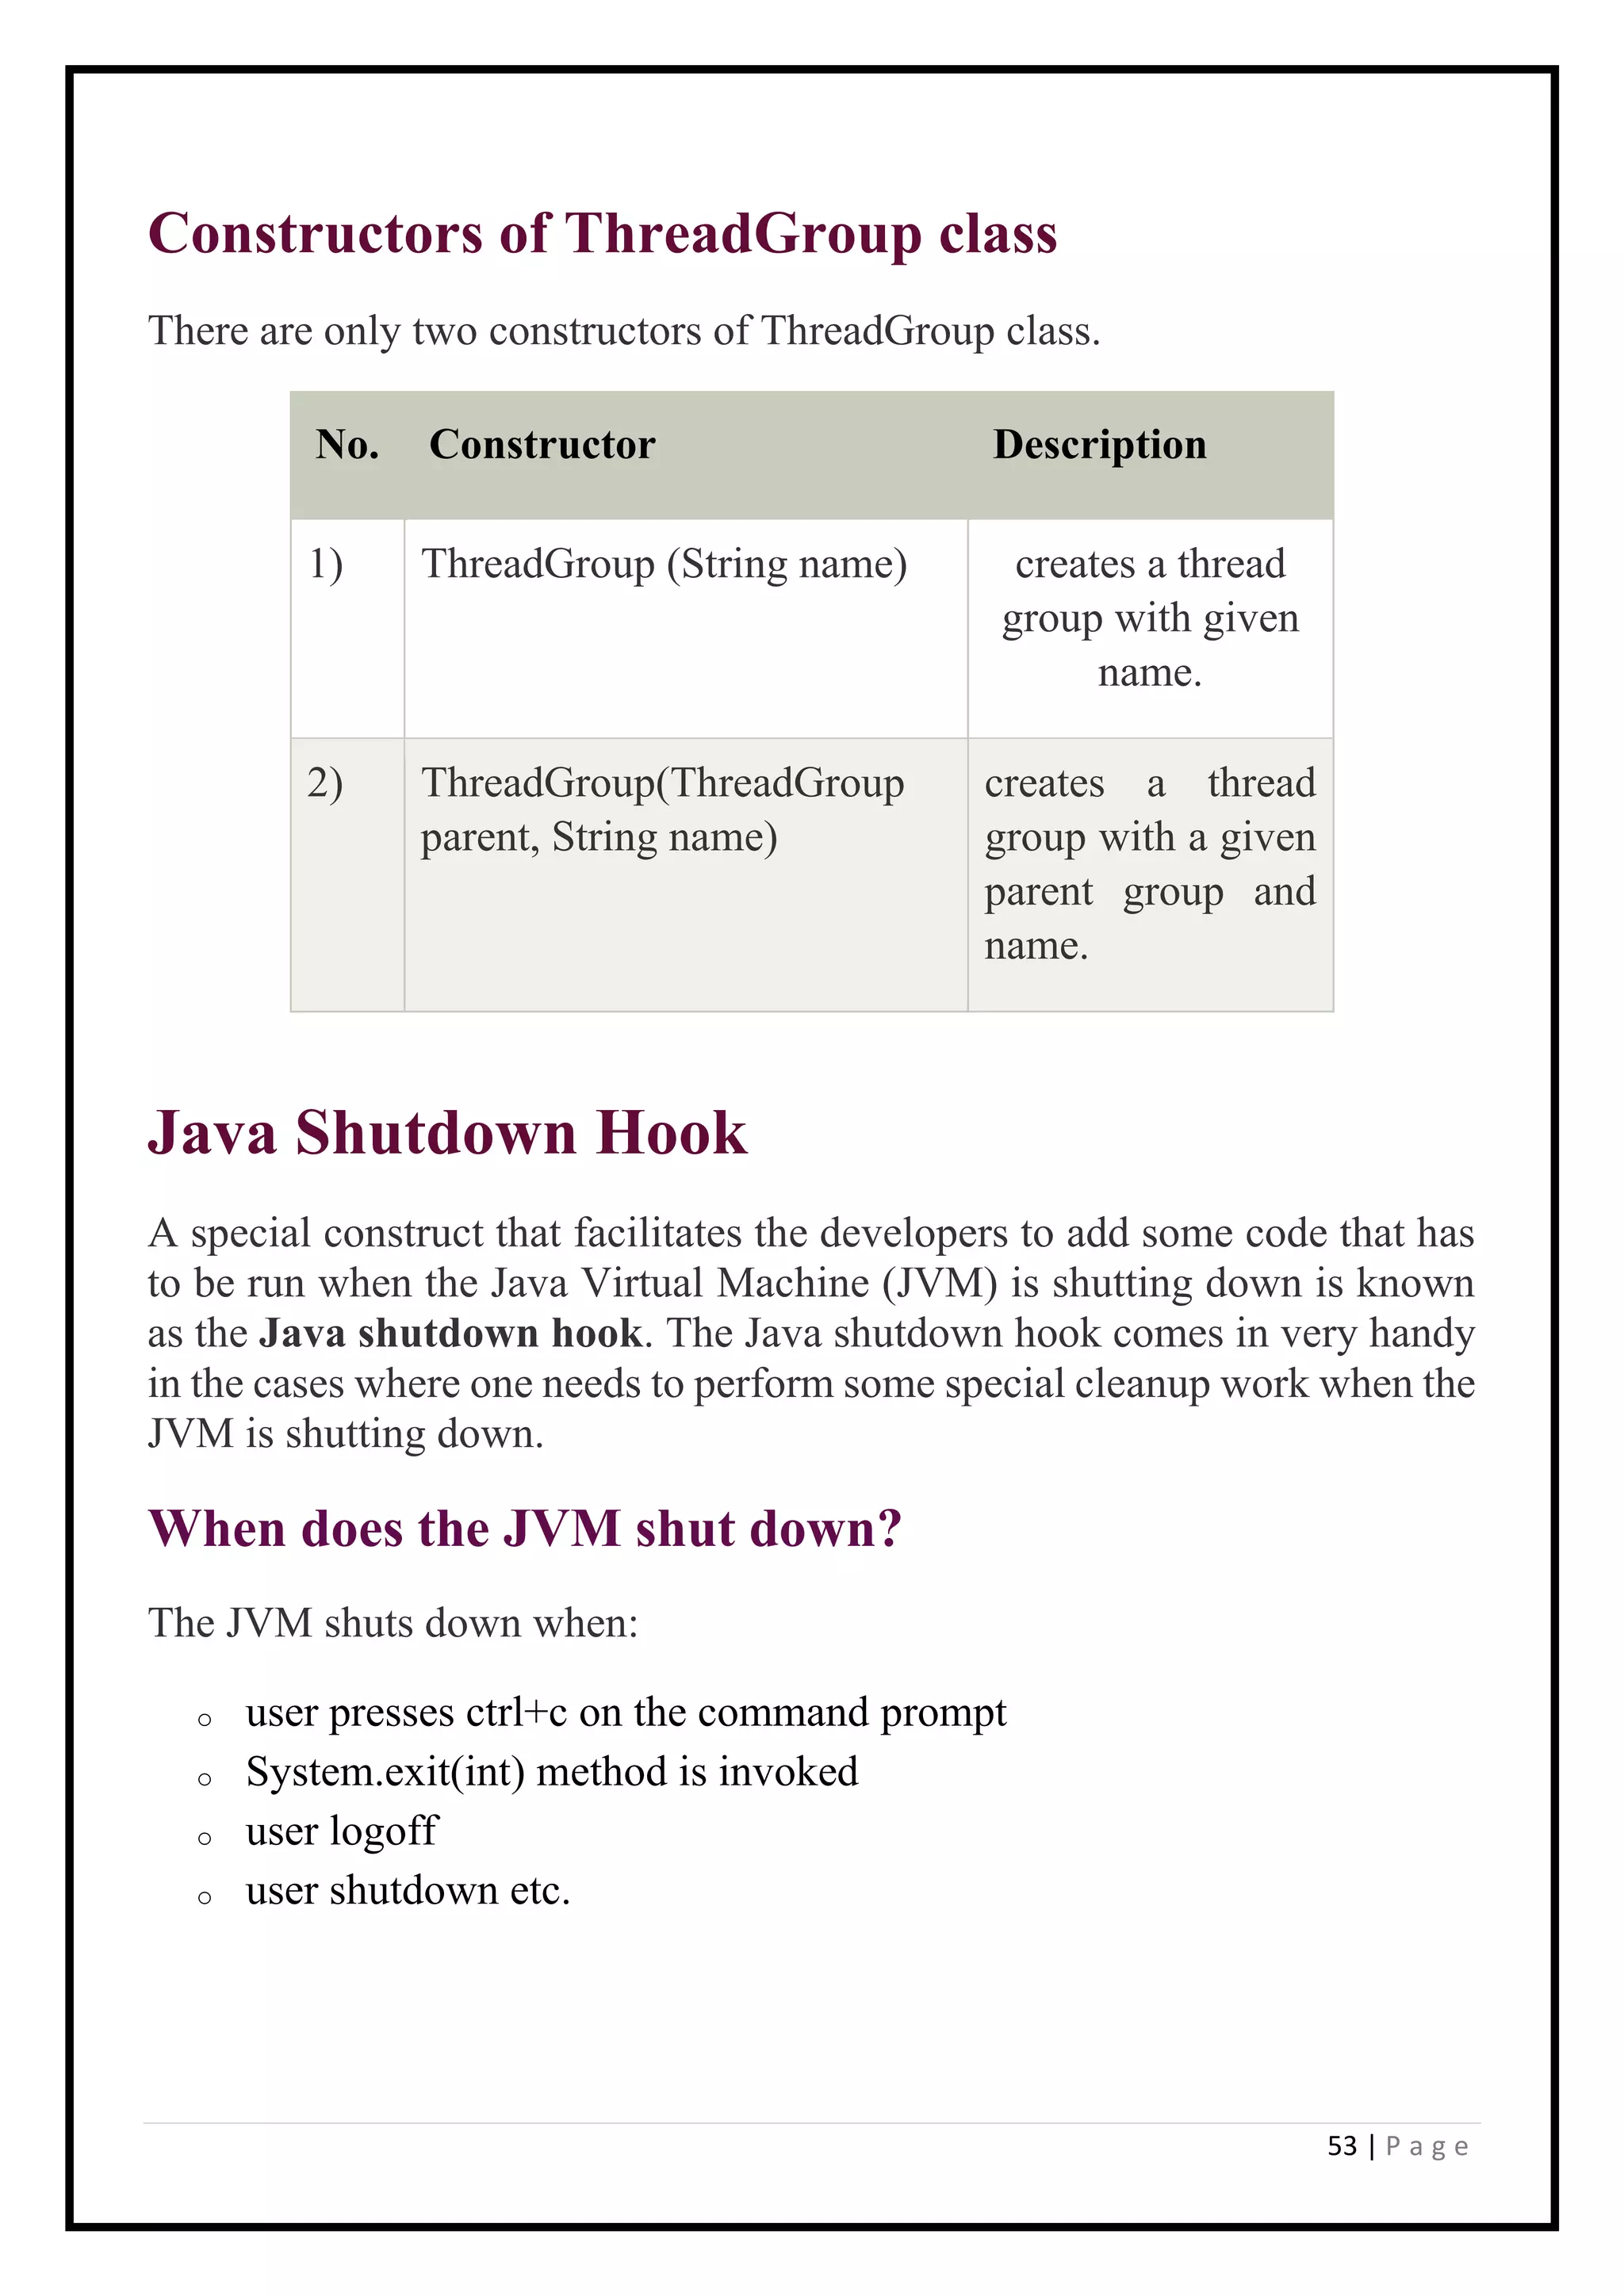 Constructors of ThreadGroup class
There are only two constructors of ThreadGroup class.
No. Constructor Description
1) ThreadGroup (String name) creates a thread
group with given
name.
2) ThreadGroup(ThreadGroup creates a thread
parent, String name) group with a given
parent group and
name.
Java Shutdown Hook
A special construct that facilitates the developers to add some code that has
to be run when the Java Virtual Machine (JVM) is shutting down is known
as the Java shutdown hook. The Java shutdown hook comes in very handy
in the cases where one needs to perform some special cleanup work when the
JVM is shutting down.
When does the JVM shut down?
The JVM shuts down when:
o user presses ctrl+c on the command prompt
o System.exit(int) method is invoked
o user logoff
o user shutdown etc.
53 | P a g e